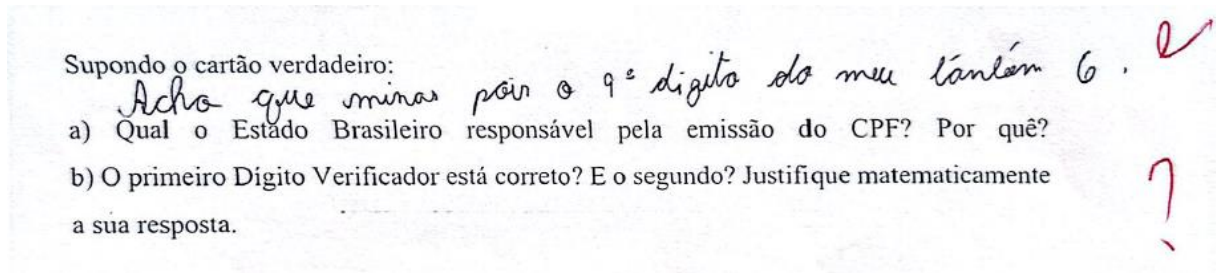 Supondo o cartão verdadeiro:
Acho que minas pois o 9º digito do meu tanbém 6.
a) Qual o Estado Brasileiro responsável pela emissão do CPF? Por quê?
b) O primeiro Dígito Verificador está correto? E o segundo? Justifique matematicamente
a sua resposta.
?